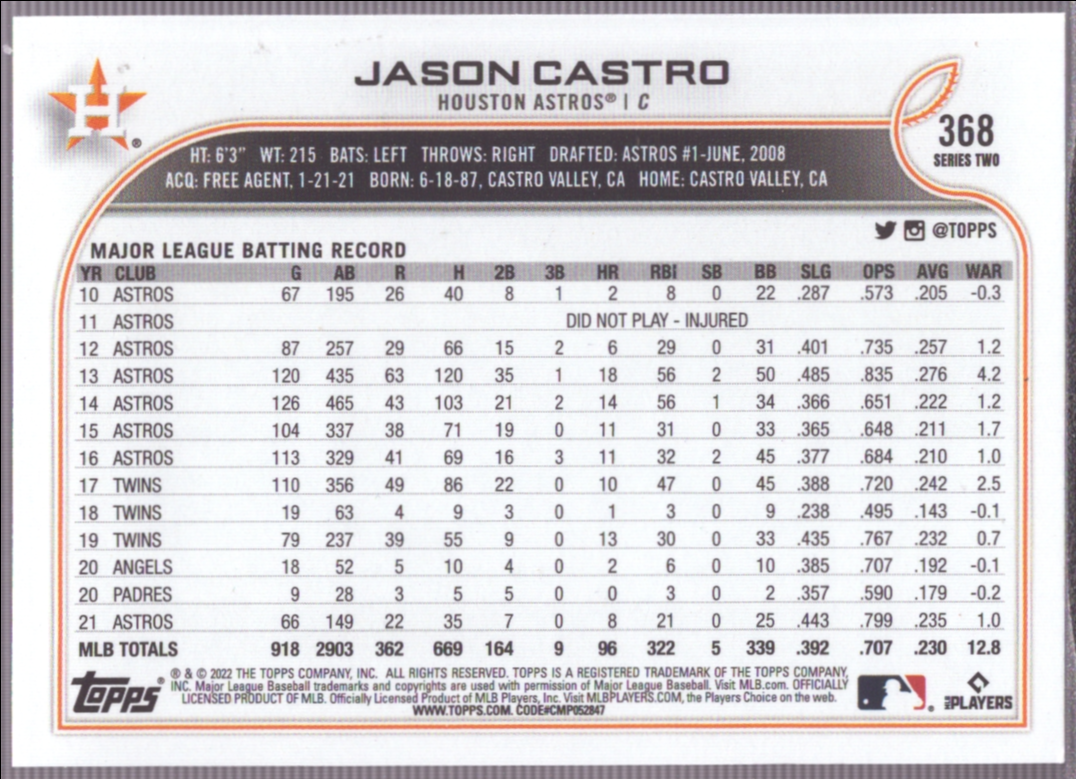 JASON CASTRO
HOUSTON ASTROS® | C
H
®
368
SERIES TWO
HT: 6'3" WT: 215 BATS: LEFT THROWS: RIGHT DRAFTED: ASTROS #1-JUNE, 2008
ACQ: FREE AGENT, 1-21-21 BORN: 6-18-87, CASTRO VALLEY, CA HOME: CASTRO VALLEY, CA
@TOPPS
MAJOR LEAGUE BATTING RECORD
YR CLUB G AB R H 2B 3B HR RBI SB BB SLG OPS AVG WAR
10 ASTROS 67 195 26 40 8 1 2 8 0 22 .287 .573 .205 -0.3
11 ASTROS DID NOT PLAY - INJURED
12 ASTROS 87 257 29 66 15 2 6 29 0 31 .401 .735 .257 1.2
13 ASTROS 120 435 63 120 35 1 18 56 2 50 .485 .835 .276 4.2
14 ASTROS 126 465 43 103 21 2 14 56 1 34 .366 .651 .222 1.2
15 ASTROS 104 337 38 71 19 0 11 31 0 33 .365 .648 .211 1.7
16 ASTROS 113 329 41 69 16 3 11 32 2 45 .377 .684 .210 1.0
17 TWINS 110 356 49 86 22 0 10 47 0 45 .388 .720 .242 2.5
18 TWINS 19 63 4 9 3 0 1 3 0 9 .238 .495 .143 -0.1
19 TWINS 79 237 39 55 9 0 13 30 0 33 .435 .767 .232 0.7
20 ANGELS 18 52 5 10 4 0 2 6 0 10 .385 .707 .192 -0.1
20 PADRES 9 28 3 5 5 0 0 3 0 2 .357 .590 .179 -0.2
21 ASTROS 66 149 22 35 7 0 8 21 0 25 .443 .799 .235 1.0
MLB TOTALS 918 2903 362 669 164 9 96 322 5 339 .392 .707 .230 12.8
topps®
® & © 2022 THE TOPPS COMPANY, INC. ALL RIGHTS RESERVED. TOPPS IS A REGISTERED TRADEMARK OF THE TOPPS COMPANY,
INC. Major League Baseball trademarks and copyrights are used with permission of Major League Baseball. Visit MLB.com. OFFICIALLY
LICENSED PRODUCT OF MLB. Officially Licensed Product of MLB Players, Inc. Visit MLBPLAYERS.COM, the Players Choice on the web.
WWW.TOPPS.COM. CODE#CMP052847
MLB PLAYERS